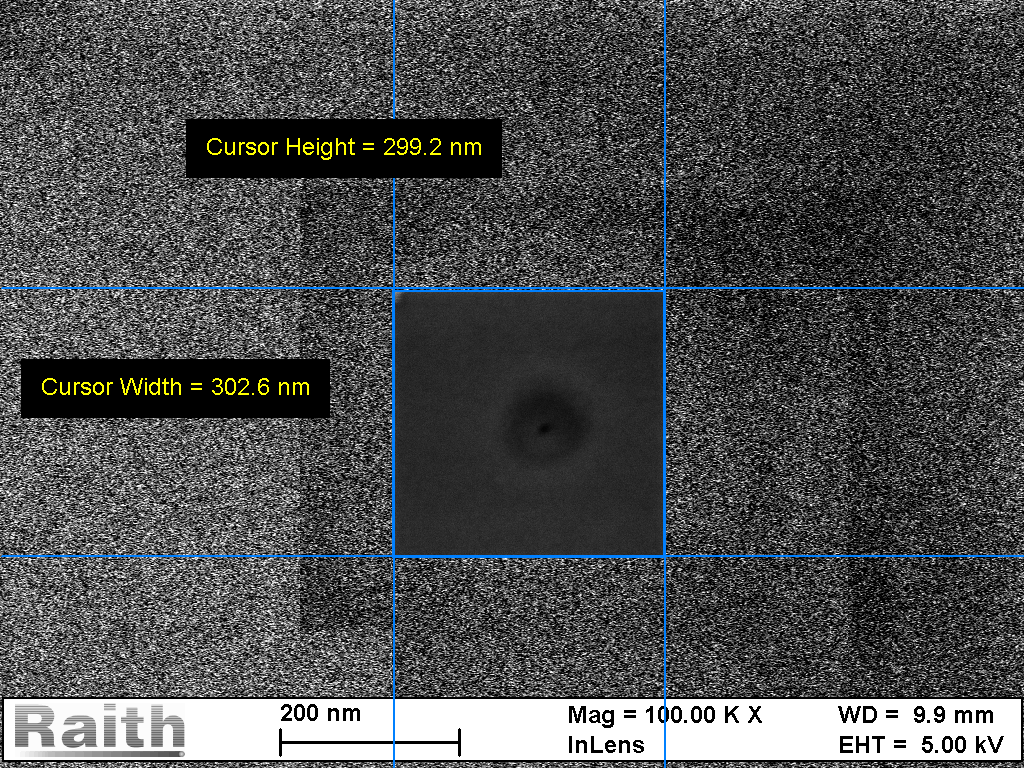 Cursor Height = 299.2 nm
Cursor Width = 302.6 nm
Raith
200 nm
Mag = 100.00 K X
WD = 9.9 mm
InLens
EHT = 5.00 kV